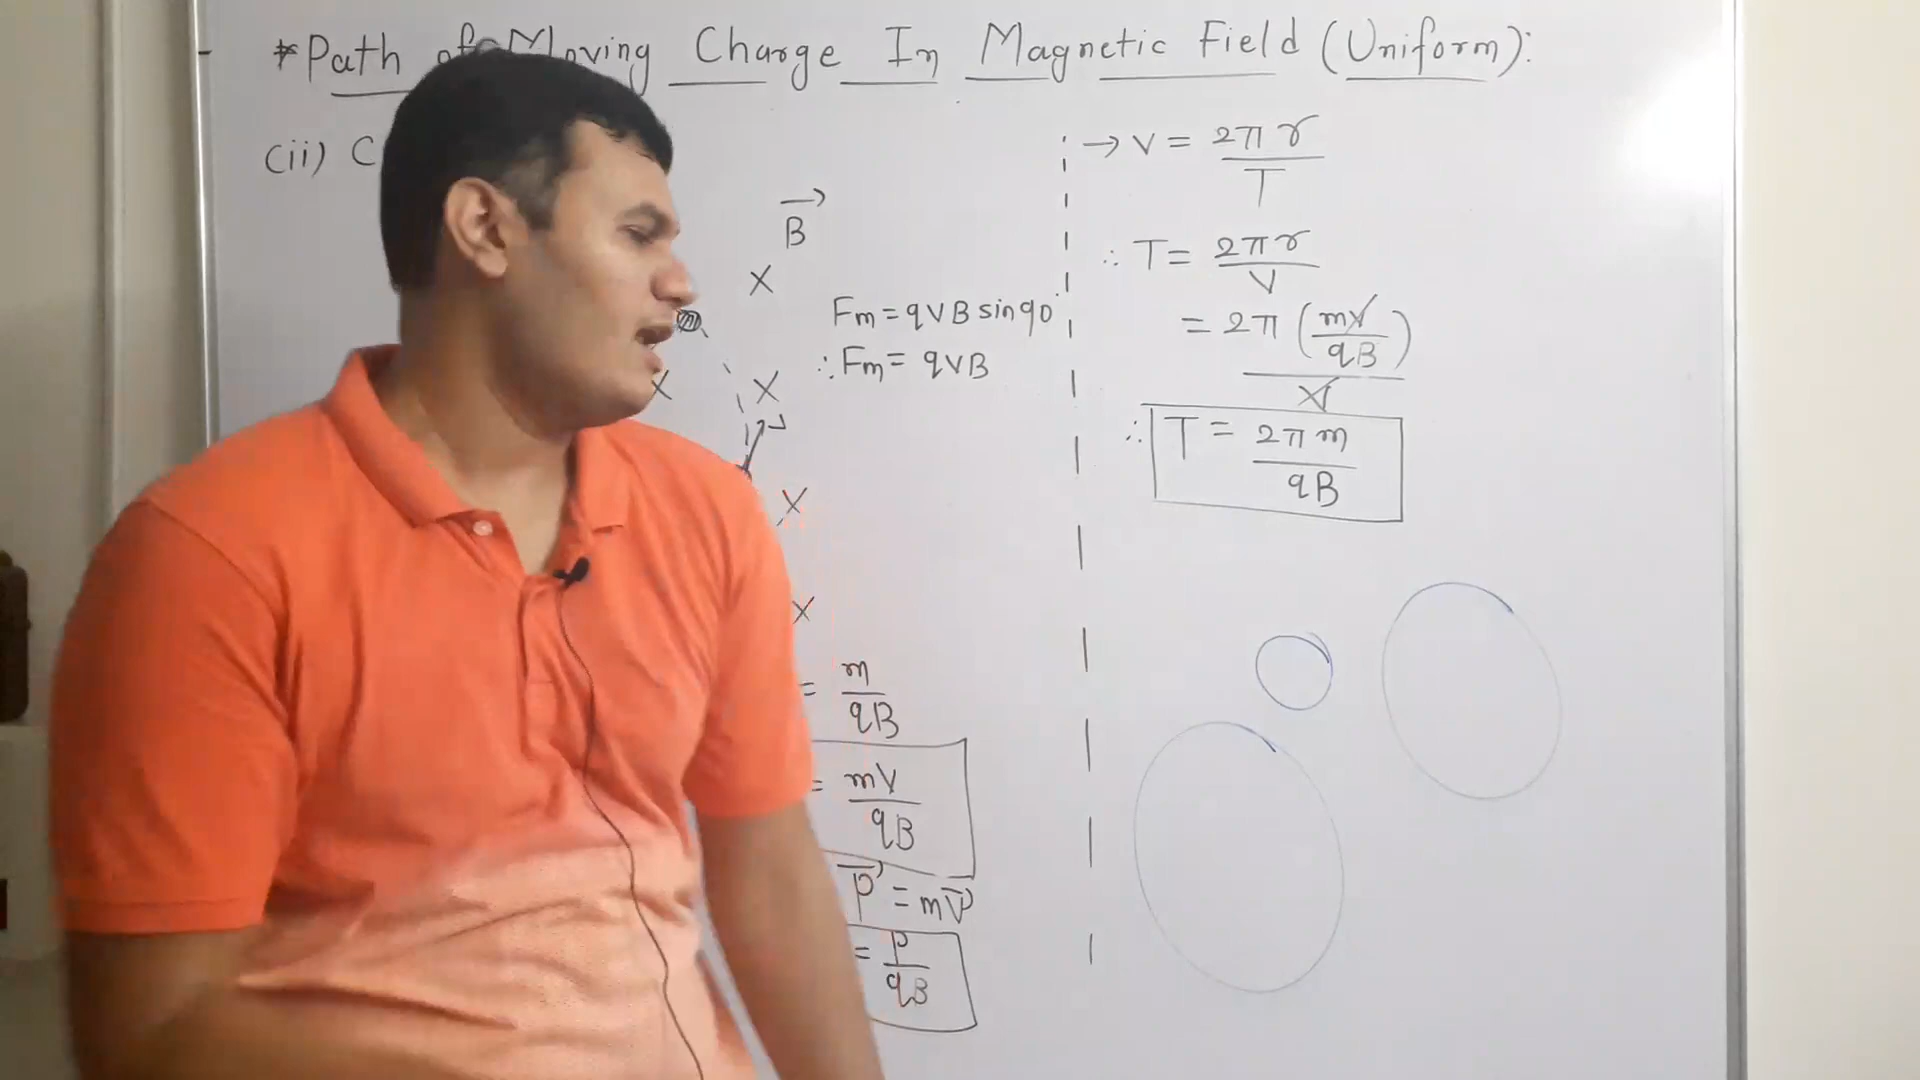 * Path of Moving Charge In Magnetic Field (Uniform):
(ii) C
B
X
Fm = qVB sin90°
∴ Fm = qVB
X X
V
X
X
= m/qB
= mV/qB
P = mV
= P/qB
→ V = 2πr/T
∴ T = 2πr/V
= 2π (mV/qB)/V
∴ T = 2πm/qB